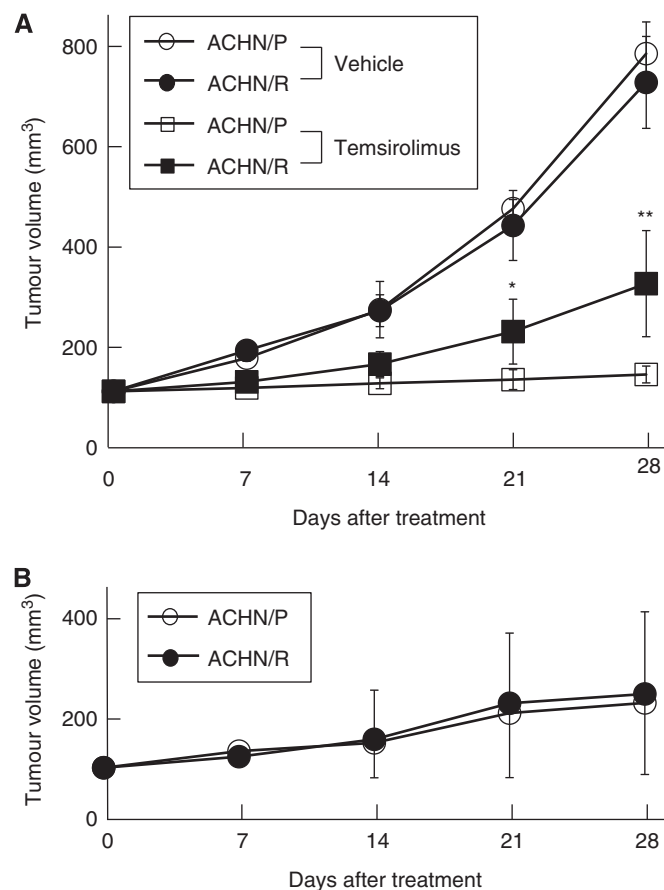 A
ACHN/P
ACHN/R
Vehicle
ACHN/P
ACHN/R
Temsirolimus
Tumour volume (mm³)
800
600
400
200
0
*
**
0 7 14 21 28
Days after treatment
B
ACHN/P
ACHN/R
Tumour volume (mm³)
400
200
0
0 7 14 21 28
Days after treatment